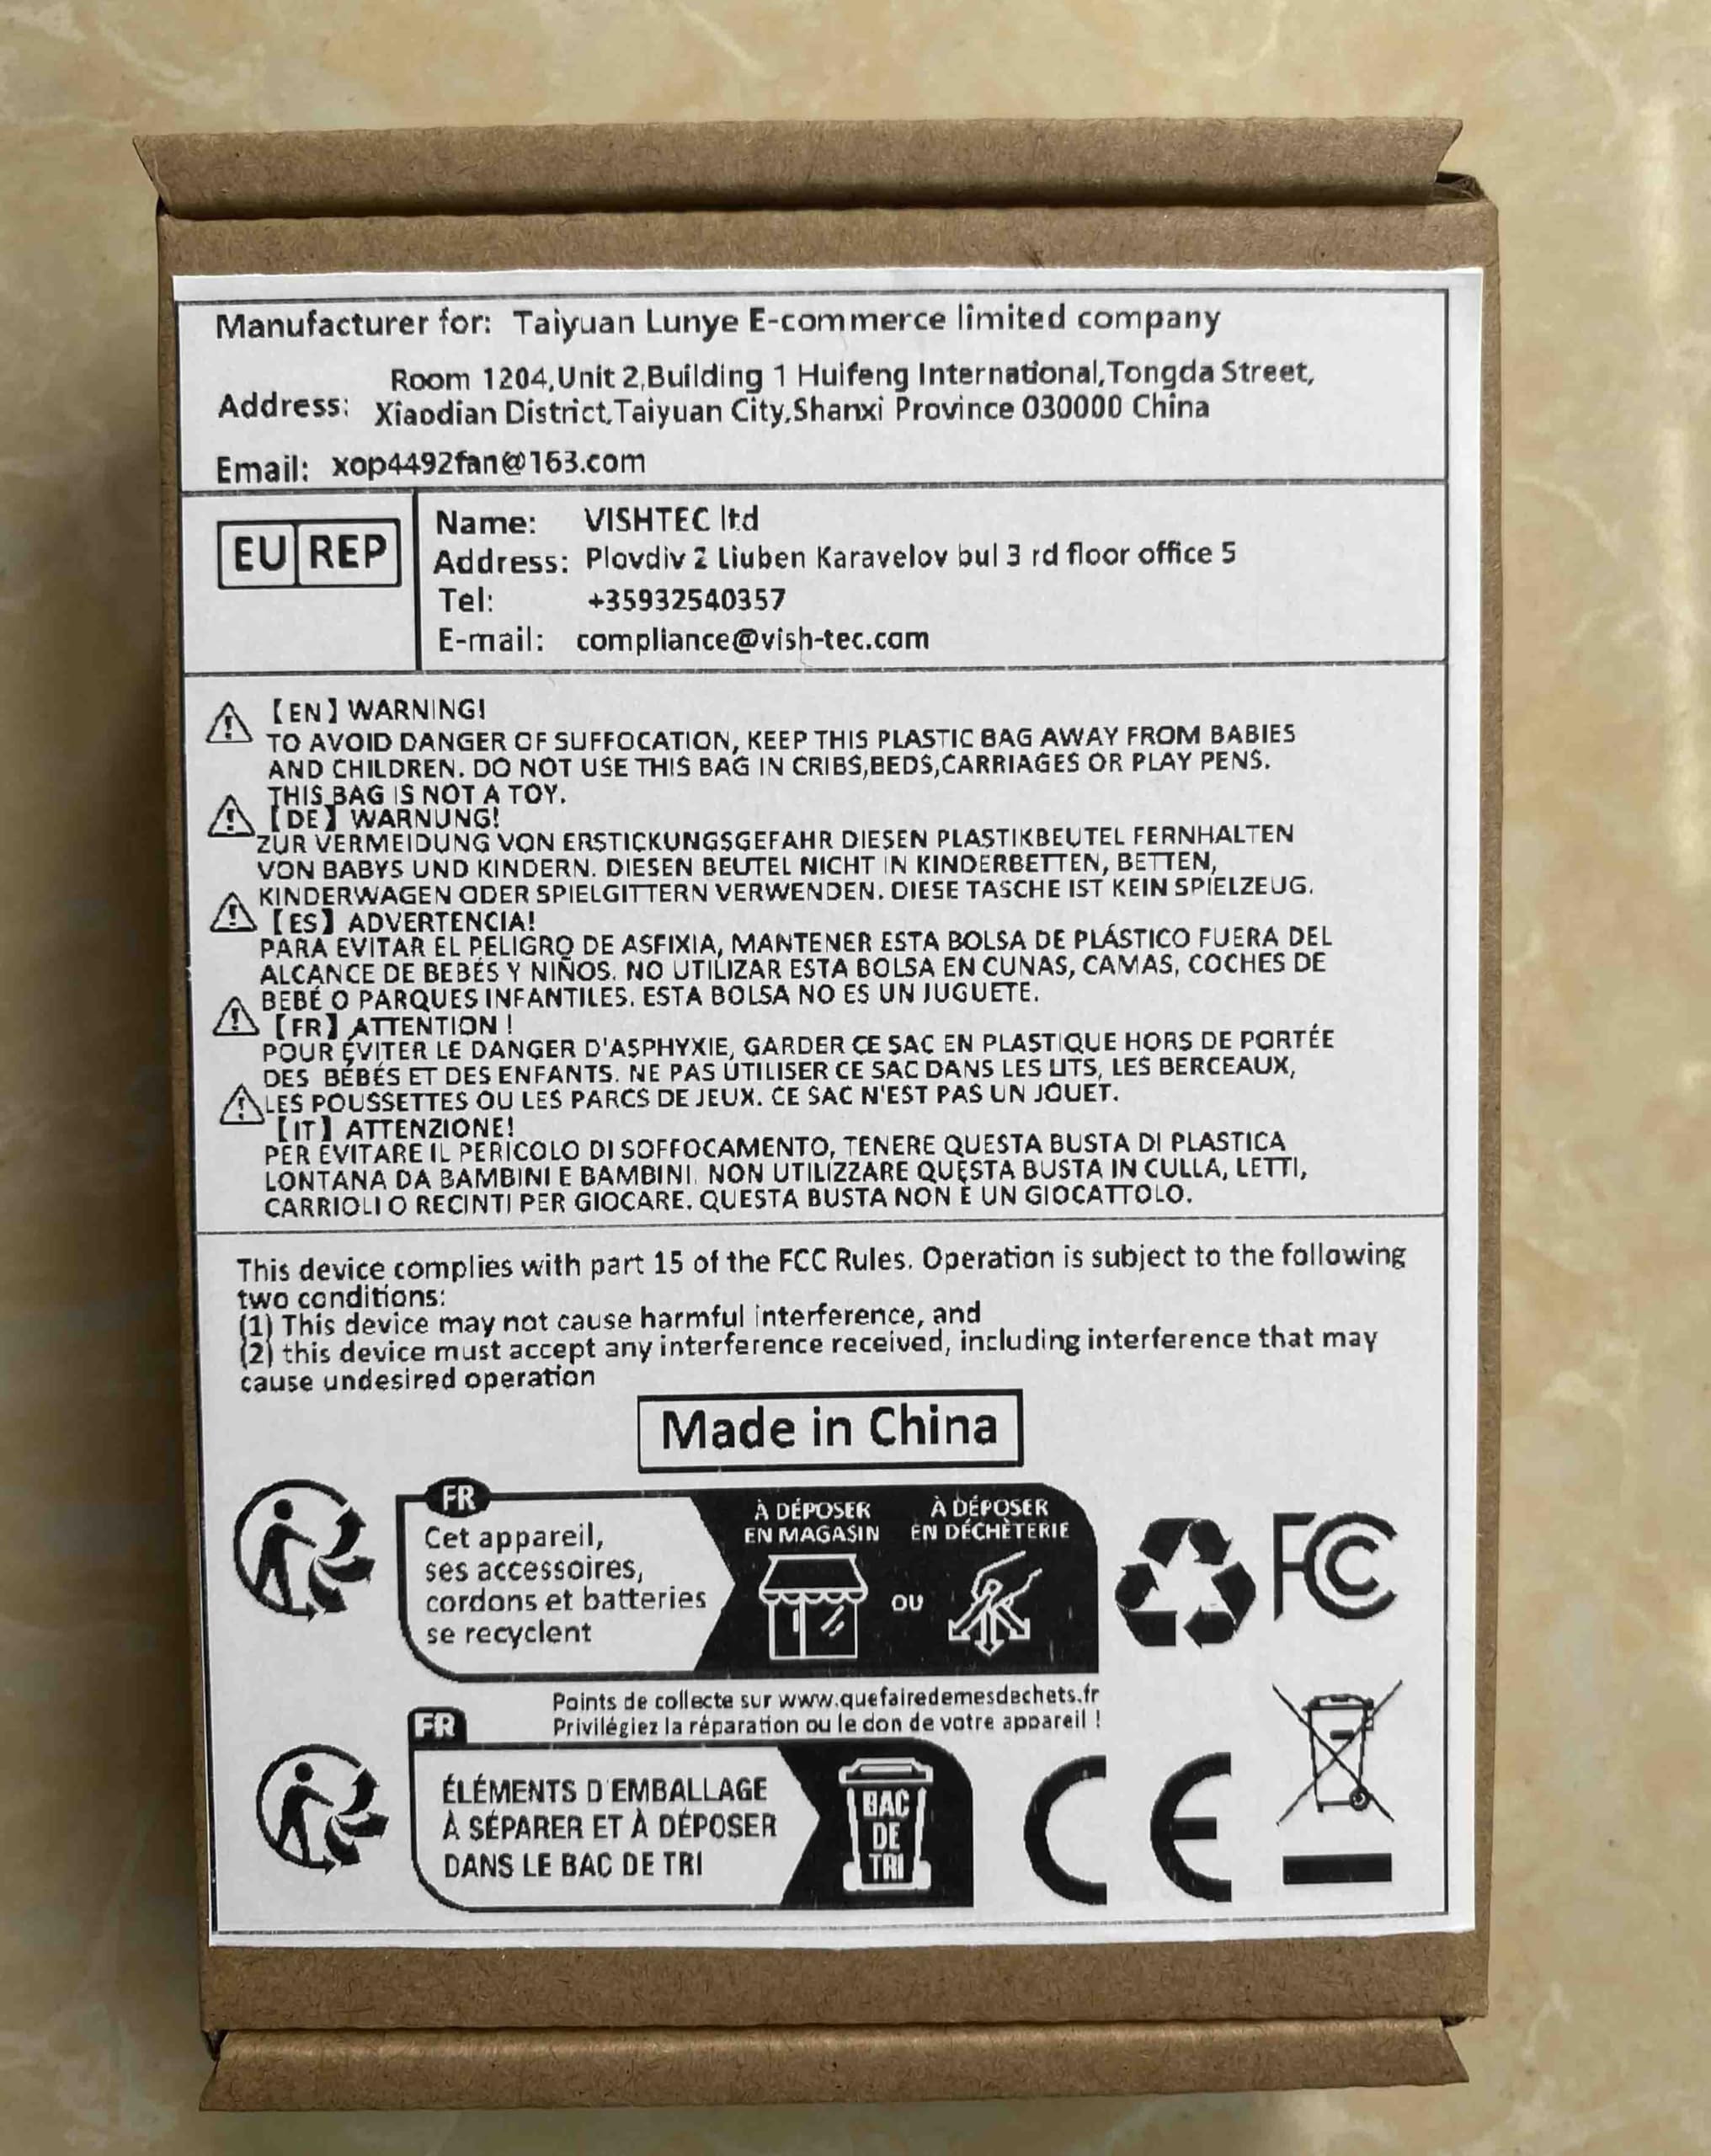 Manufacturer for: Taiyuan Lunye E-commerce limited company
Address: Room 1204,Unit 2,Building 1 Huifeng International,Tongda Street,
Xiaodian District,Taiyuan City,Shanxi Province 030000 China
Email: xop4492fan@163.com
EU REP
Name: VISHTEC ltd
Address: Plovdiv 2 Liuben Karavelov bul 3 rd floor office 5
Tel: +35932540357
E-mail: compliance@vish-tec.com
【EN】WARNING!
TO AVOID DANGER OF SUFFOCATION, KEEP THIS PLASTIC BAG AWAY FROM BABIES
AND CHILDREN. DO NOT USE THIS BAG IN CRIBS,BEDS,CARRIAGES OR PLAY PENS.
THIS BAG IS NOT A TOY.
【DE】WARNUNG!
ZUR VERMEIDUNG VON ERSTICKUNGSGEFAHR DIESEN PLASTIKBEUTEL FERNHALTEN
VON BABYS UND KINDERN. DIESEN BEUTEL NICHT IN KINDERBETTEN, BETTEN,
KINDERWAGEN ODER SPIELGITTERN VERWENDEN. DIESE TASCHE IST KEIN SPIELZEUG.
【ES】ADVERTENCIA!
PARA EVITAR EL PELIGRO DE ASFIXIA, MANTENER ESTA BOLSA DE PLÁSTICO FUERA DEL
ALCANCE DE BEBÉS Y NIÑOS. NO UTILIZAR ESTA BOLSA EN CUNAS, CAMAS, COCHES DE
BEBÉ O PARQUES INFANTILES. ESTA BOLSA NO ES UN JUGUETE.
【FR】ATTENTION !
POUR ÉVITER LE DANGER D'ASPHYXIE, GARDER CE SAC EN PLASTIQUE HORS DE PORTÉE
DES BÉBÉS ET DES ENFANTS. NE PAS UTILISER CE SAC DANS LES LITS, LES BERCEAUX,
LES POUSSETTES OU LES PARCS DE JEUX. CE SAC N'EST PAS UN JOUET.
【IT】ATTENZIONE!
PER EVITARE IL PERICOLO DI SOFFOCAMENTO, TENERE QUESTA BUSTA DI PLASTICA
LONTANA DA BAMBINI E BAMBINI. NON UTILIZZARE QUESTA BUSTA IN CULLA, LETTI,
CARRIOLI O RECINTI PER GIOCARE. QUESTA BUSTA NON È UN GIOCATTOLO.
This device complies with part 15 of the FCC Rules. Operation is subject to the following
two conditions:
(1) This device may not cause harmful interference, and
(2) this device must accept any interference received, including interference that may
cause undesired operation
Made in China
FR
Cet appareil,
ses accessoires,
cordons et batteries
se recyclent
À DÉPOSER
EN MAGASIN
OU
À DÉPOSER
EN DÉCHÈTERIE
FC
Points de collecte sur www.quefairedemesdechets.fr
Privilégiez la réparation ou le don de votre appareil !
FR
ÉLÉMENTS D'EMBALLAGE
À SÉPARER ET À DÉPOSER
DANS LE BAC DE TRI
BAC
DE
TRI
CE